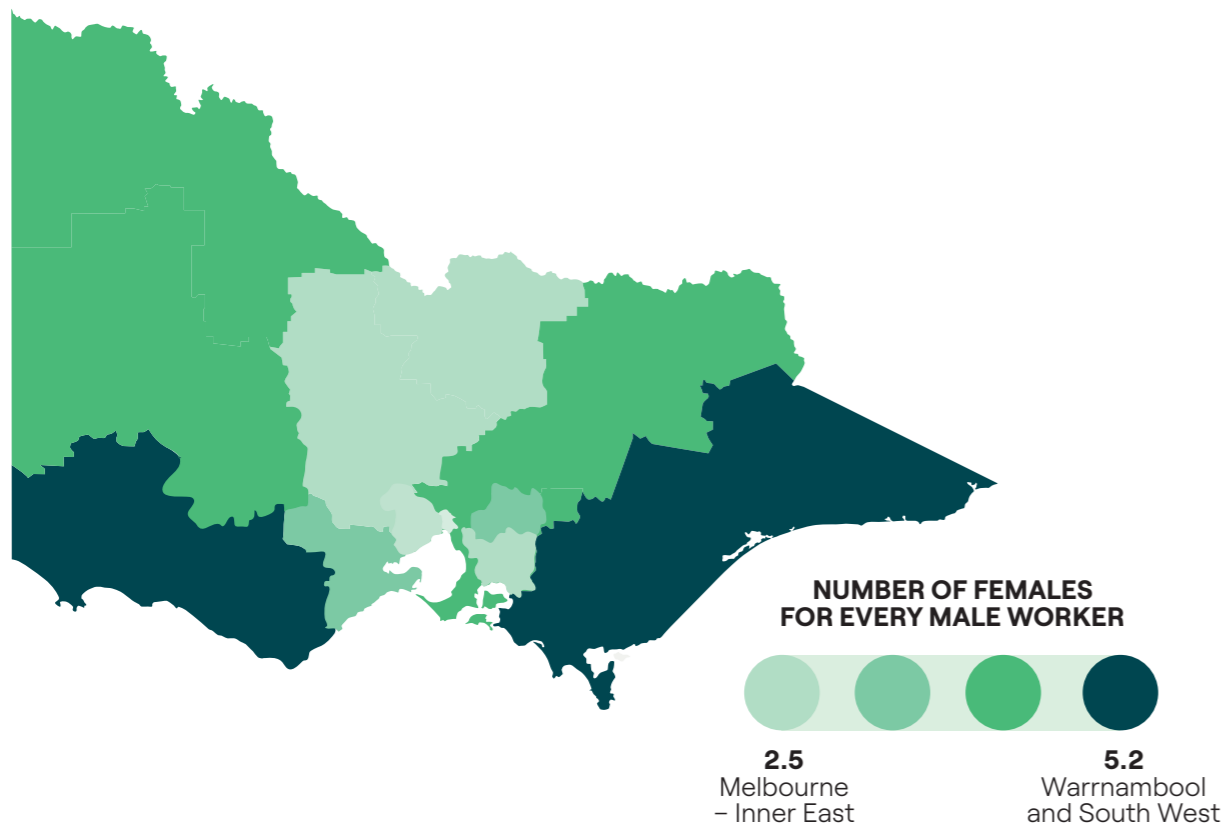 NUMBER OF FEMALES
FOR EVERY MALE WORKER
2.5
Melbourne
– Inner East
5.2
Warrnambool
and South West